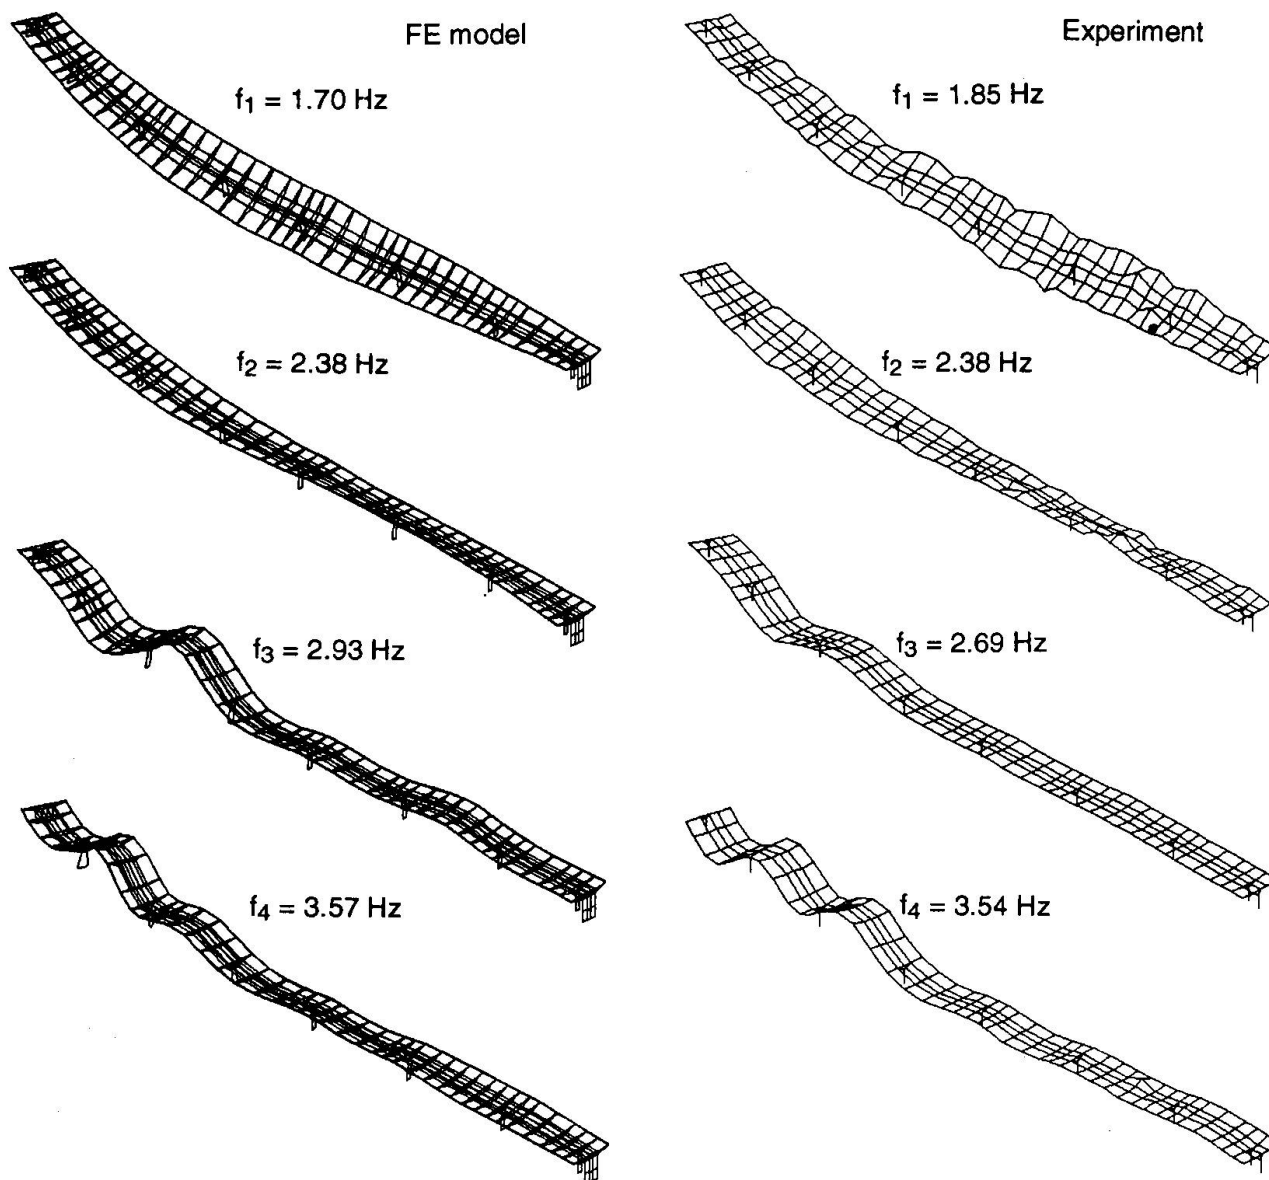 FE model
Experiment
f₁ = 1.70 Hz
f₁ = 1.85 Hz
f₂ = 2.38 Hz
f₂ = 2.38 Hz
f₃ = 2.93 Hz
f₃ = 2.69 Hz
f₄ = 3.57 Hz
f₄ = 3.54 Hz